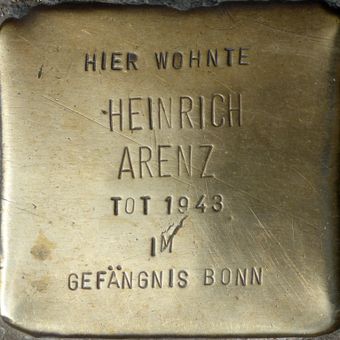 HIER WOHNTE
HEINRICH
ARENZ
TOT 1943
IM
GEFÄNGNIS BONN